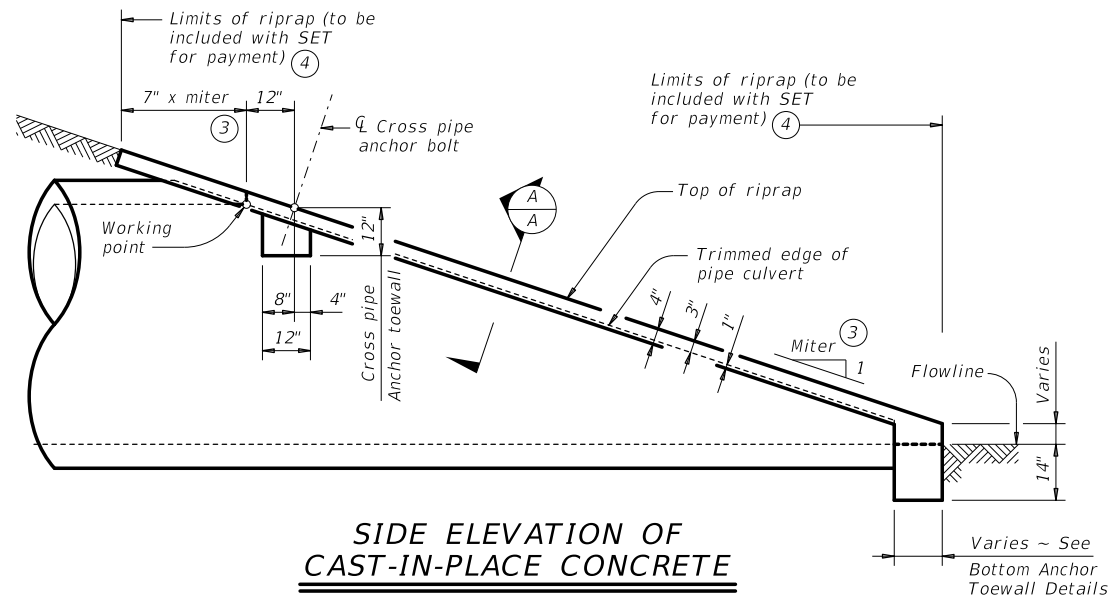 Limits of riprap (to be
included with SET
for payment) 4
7" x miter
12"
3
℄ Cross pipe
anchor bolt
Limits of riprap (to be
included with SET
for payment) 4
Working
point
12"
Cross pipe
Anchor toewall
8"
4"
12"
A
A
Top of riprap
Trimmed edge of
pipe culvert
4"
3"
1"
Miter 3
1
Flowline
Varies
14"
Varies ~ See
Bottom Anchor
Toewall Details
SIDE ELEVATION OF
CAST-IN-PLACE CONCRETE